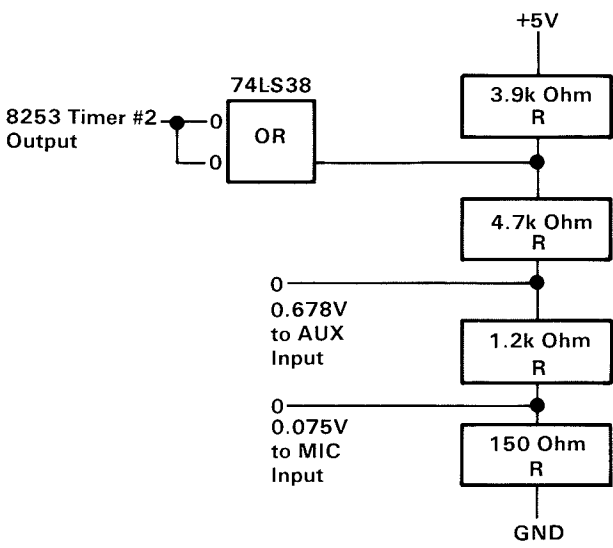 +5V
74LS38
3.9k Ohm
R
8253 Timer #2
Output
0
OR
0
4.7k Ohm
R
0
0.678V
to AUX
Input
1.2k Ohm
R
0
0.075V
to MIC
Input
150 Ohm
R
GND